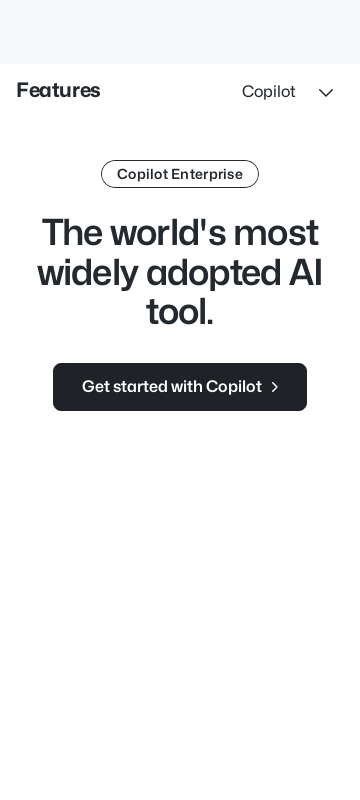 Features
Copilot
Copilot Enterprise
The world's most
widely adopted AI
tool.
Get started with Copilot